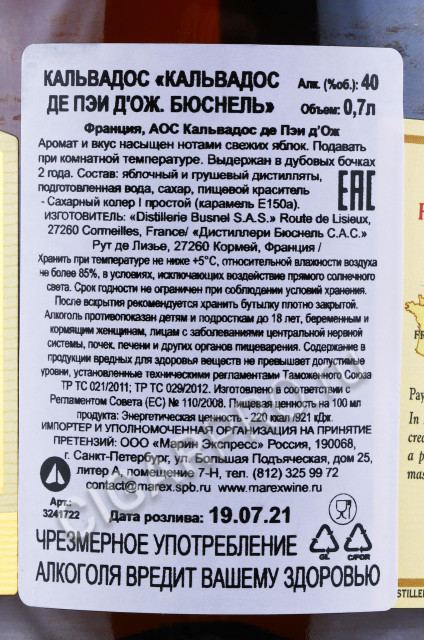 КАЛЬВАДОС «КАЛЬВАДОС
ДЕ ПЭИ Д'ОЖ. БЮСНЕЛЬ»
Алк. (%об.): 40
Объем: 0,7л
Франция, АОС Кальвадос де Пэи д'Ож
Аромат и вкус насыщен нотами свежих яблок. Подавать
при комнатной температуре. Выдержан в дубовых бочках
2 года. Состав: яблочный и грушевый дистилляты,
подготовленная вода, сахар, пищевой краситель
- Сахарный колер I простой (карамель E150a).
ИЗГОТОВИТЕЛЬ: «Distillerie Busnel S.A.S.» Route de Lisieux,
27260 Cormeilles, France/ «Дистиллери Бюснель С.А.С.»
Рут де Лизье, 27260 Кормей, Франция /
EAC
Хранить при температуре не ниже +5°С, относительной влажности воздуха
не более 85%, в условиях, исключающих воздействие прямого солнечного
света. Срок годности не ограничен при соблюдении условий хранения.
После вскрытия рекомендуется хранить бутылку плотно закрытой.
Алкоголь противопоказан детям и подросткам до 18 лет, беременным и
кормящим женщинам, лицам с заболеваниями центральной нервной
системы, почек, печени и других органов пищеварения. Содержание в
продукции вредных для здоровья веществ не превышает допустимые
уровни, установленные техническими регламентами Таможенного Союза
ТР ТС 021/2011; ТР ТС 029/2012. Изготовлено в соответствии с
Регламентом Совета (ЕС) № 110/2008. Пищевая ценность на 100 мл
продукта: Энергетическая ценность - 220 ккал /921 кДж.
ИМПОРТЕР И УПОЛНОМОЧЕННАЯ ОРГАНИЗАЦИЯ НА ПРИНЯТИЕ
ПРЕТЕНЗИЙ: ООО «Марин Экспресс» Россия, 190068,
г. Санкт-Петербург, ул. Большая Подъяческая, дом 25,
литер А, помещение 7-Н, тел. (812) 325 99 72
contact@marex.spb.ru www.marexwine.ru
Арт.:
3241722
Дата розлива: 19.07.21
GL
C/FOR
ЧРЕЗМЕРНОЕ УПОТРЕБЛЕНИЕ
АЛКОГОЛЯ ВРЕДИТ ВАШЕМУ ЗДОРОВЬЮ
FR
Pay
In
crea
a p
mas
STILLER